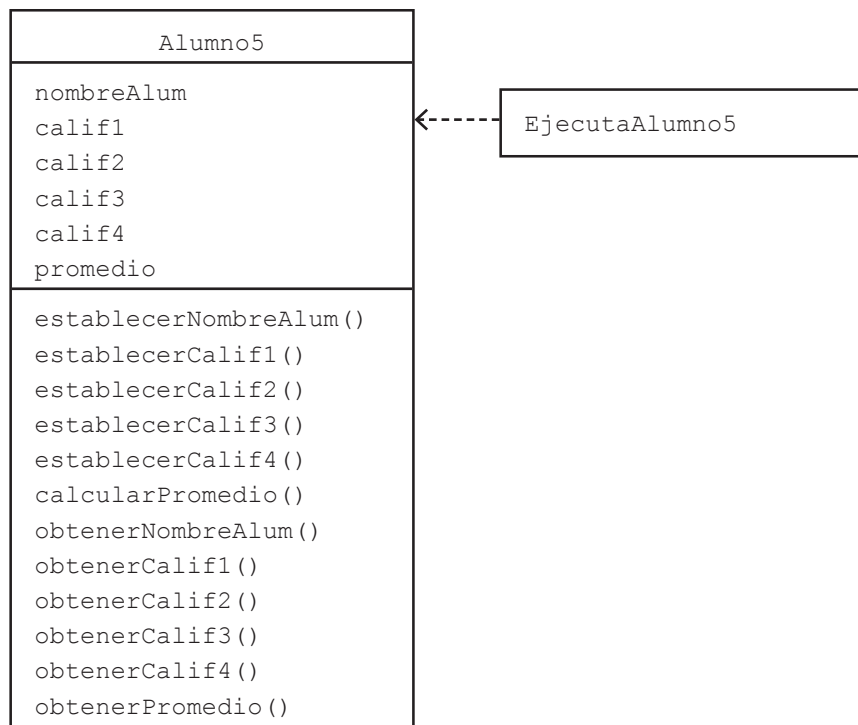 Alumno5
nombreAlum
calif1
calif2
calif3
calif4
promedio
establecerNombreAlum()
establecerCalif1()
establecerCalif2()
establecerCalif3()
establecerCalif4()
calcularPromedio()
obtenerNombreAlum()
obtenerCalif1()
obtenerCalif2()
obtenerCalif3()
obtenerCalif4()
obtenerPromedio()
EjecutaAlumno5